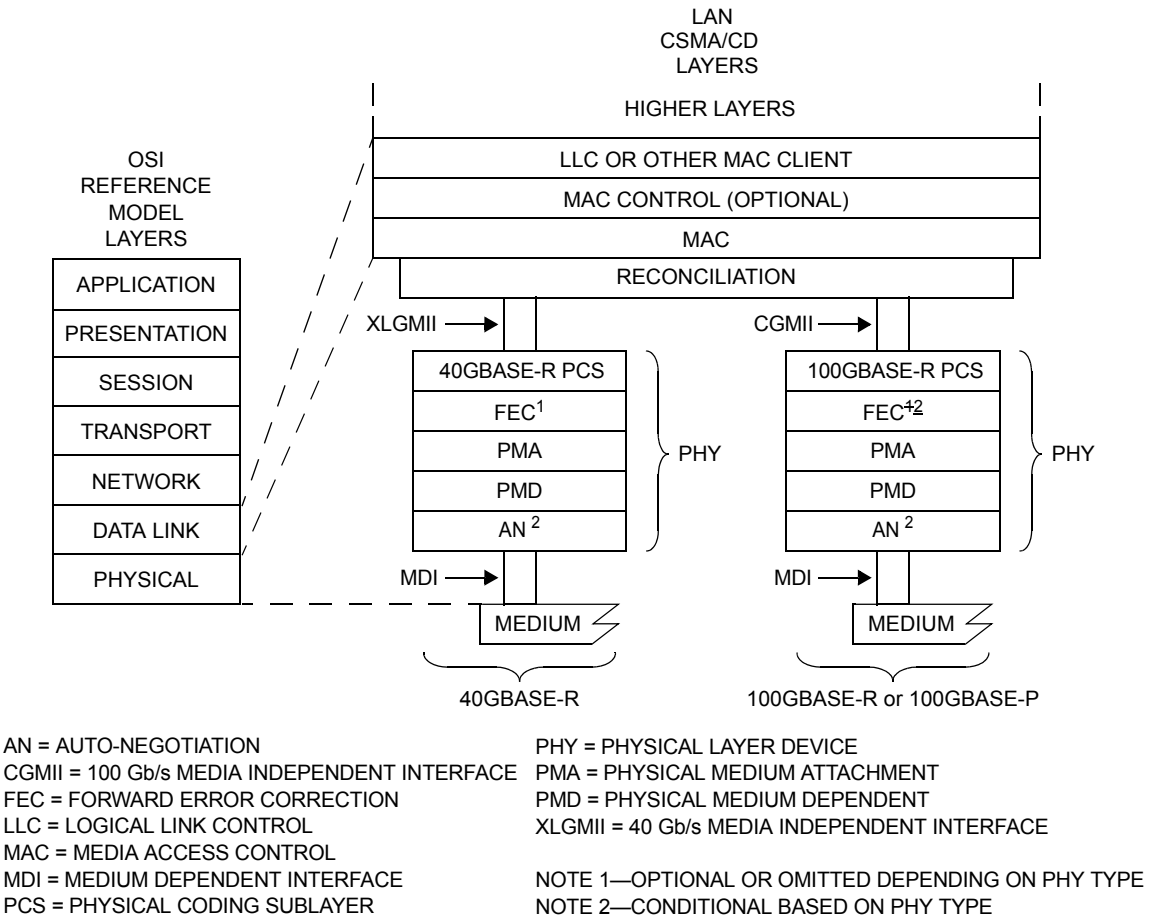 LAN
CSMA/CD
LAYERS
HIGHER LAYERS
LLC OR OTHER MAC CLIENT
MAC CONTROL (OPTIONAL)
MAC
RECONCILIATION
OSI
REFERENCE
MODEL
LAYERS
APPLICATION
PRESENTATION
SESSION
TRANSPORT
NETWORK
DATA LINK
PHYSICAL
XLGMII
40GBASE-R PCS
FEC1
PMA
PMD
AN 2
PHY
MDI
MEDIUM
40GBASE-R
CGMII
100GBASE-R PCS
FEC12
PMA
PMD
AN 2
PHY
MDI
MEDIUM
100GBASE-R or 100GBASE-P
AN = AUTO-NEGOTIATION
CGMII = 100 Gb/s MEDIA INDEPENDENT INTERFACE
FEC = FORWARD ERROR CORRECTION
LLC = LOGICAL LINK CONTROL
MAC = MEDIA ACCESS CONTROL
MDI = MEDIUM DEPENDENT INTERFACE
PCS = PHYSICAL CODING SUBLAYER
PHY = PHYSICAL LAYER DEVICE
PMA = PHYSICAL MEDIUM ATTACHMENT
PMD = PHYSICAL MEDIUM DEPENDENT
XLGMII = 40 Gb/s MEDIA INDEPENDENT INTERFACE
NOTE 1—OPTIONAL OR OMITTED DEPENDING ON PHY TYPE
NOTE 2—CONDITIONAL BASED ON PHY TYPE